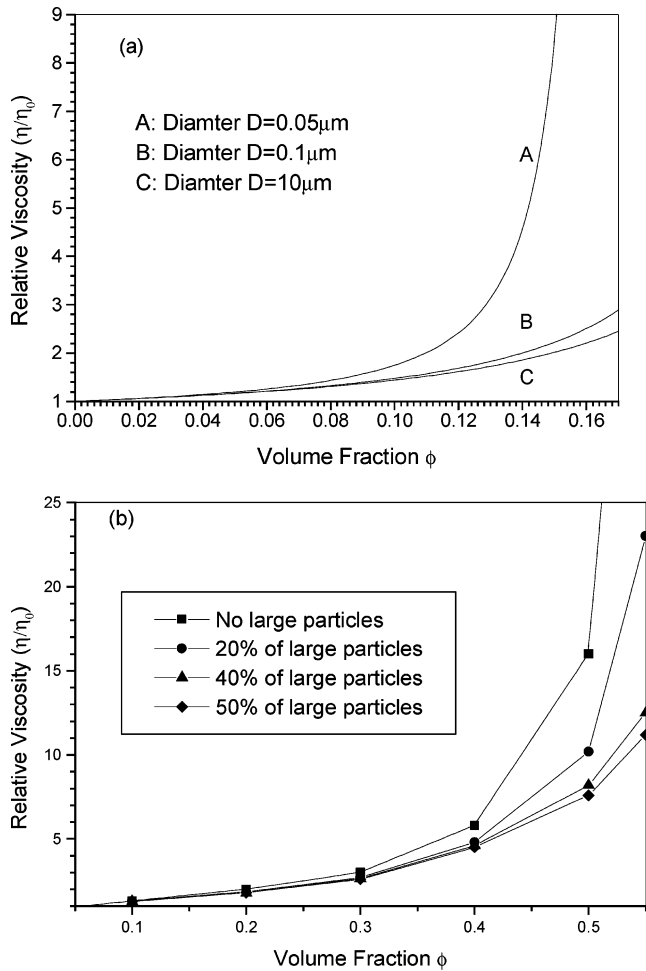 (a)
A: Diamter D=0.05μm
B: Diamter D=0.1μm
C: Diamter D=10μm
A
B
C
Relative Viscosity (η/η₀)
9
8
7
6
5
4
3
2
1
0.00 0.02 0.04 0.06 0.08 0.10 0.12 0.14 0.16
Volume Fraction ϕ
(b)
No large particles
20% of large particles
40% of large particles
50% of large particles
Relative Viscosity (η/η₀)
25
20
15
10
5
0.1 0.2 0.3 0.4 0.5
Volume Fraction ϕ